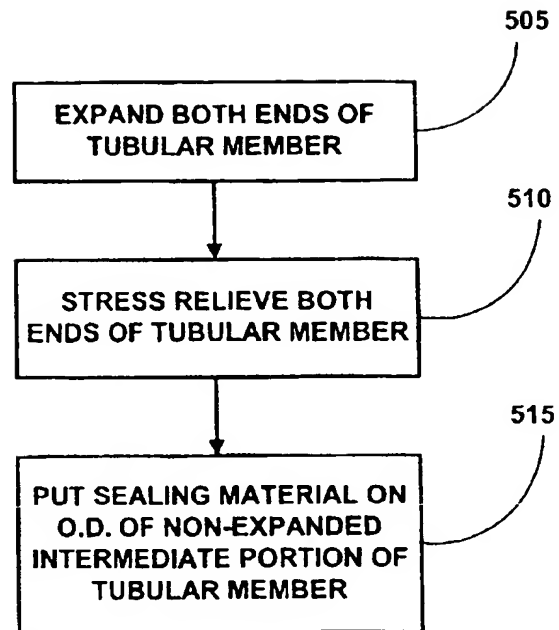 505
EXPAND BOTH ENDS OF
TUBULAR MEMBER
510
STRESS RELIEVE BOTH
ENDS OF TUBULAR MEMBER
515
PUT SEALING MATERIAL ON
O.D. OF NON-EXPANDED
INTERMEDIATE PORTION OF
TUBULAR MEMBER